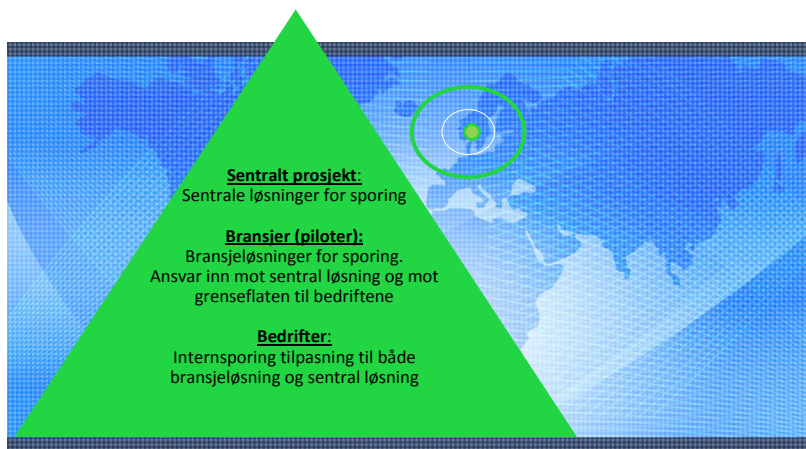 Sentralt prosjekt:
Sentrale løsninger for sporing
Bransjer (piloter):
Bransjeløsninger for sporing.
Ansvar inn mot sentral løsning og mot
grenseflaten til bedriftene
Bedrifter:
Internsporing tilpasning til både
bransjeløsning og sentral løsning